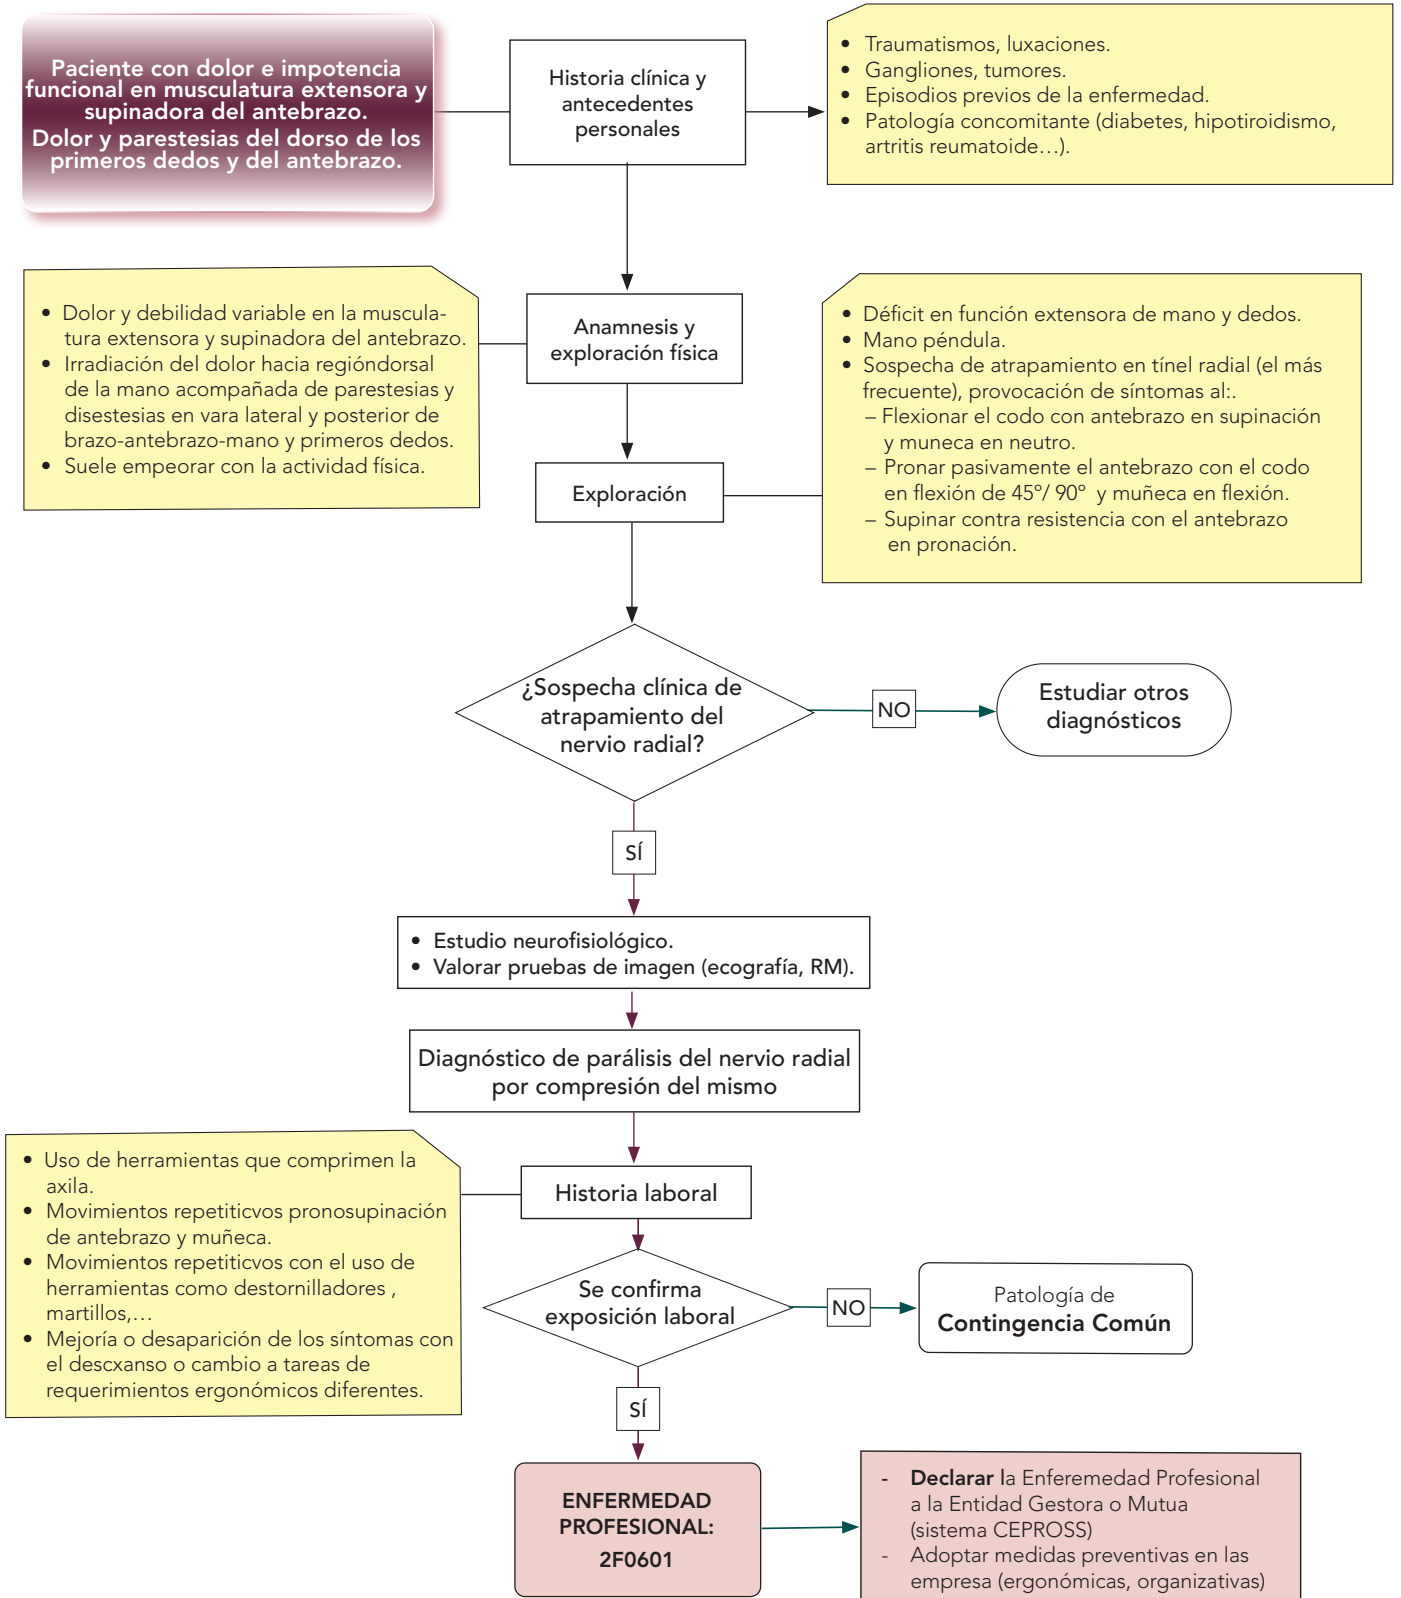 Paciente con dolor e impotencia
funcional en musculatura extensora y
supinadora del antebrazo.
Dolor y parestesias del dorso de los
primeros dedos y del antebrazo.
Historia clínica y
antecedentes
personales
• Traumatismos, luxaciones.
• Gangliones, tumores.
• Episodios previos de la enfermedad.
• Patología concomitante (diabetes, hipotiroidismo,
artritis reumatoide…).
• Dolor y debilidad variable en la muscula-
tura extensora y supinadora del antebrazo.
• Irradiación del dolor hacia regióndorsal
de la mano acompañada de parestesias y
disestesias en vara lateral y posterior de
brazo-antebrazo-mano y primeros dedos.
• Suele empeorar con la actividad física.
Anamnesis y
exploración física
Exploración
• Déficit en función extensora de mano y dedos.
• Mano péndula.
• Sospecha de atrapamiento en tínel radial (el más
frecuente), provocación de síntomas al:.
– Flexionar el codo con antebrazo en supinación
y muneca en neutro.
– Pronar pasivamente el antebrazo con el codo
en flexión de 45º/ 90º y muñeca en flexión.
– Supinar contra resistencia con el antebrazo
en pronación.
¿Sospecha clínica de
atrapamiento del
nervio radial?
NO
Estudiar otros
diagnósticos
SÍ
• Estudio neurofisiológico.
• Valorar pruebas de imagen (ecografía, RM).
Diagnóstico de parálisis del nervio radial
por compresión del mismo
• Uso de herramientas que comprimen la
axila.
• Movimientos repetiticvos pronosupinación
de antebrazo y muñeca.
• Movimientos repetiticvos con el uso de
herramientas como destornilladores ,
martillos,…
• Mejoría o desaparición de los síntomas con
el descxanso o cambio a tareas de
requerimientos ergonómicos diferentes.
Historia laboral
Se confirma
exposición laboral
NO
Patología de
Contingencia Común
SÍ
ENFERMEDAD
PROFESIONAL:
2F0601
- Declarar la Enferemedad Profesional
a la Entidad Gestora o Mutua
(sistema CEPROSS)
- Adoptar medidas preventivas en las
empresa (ergonómicas, organizativas)